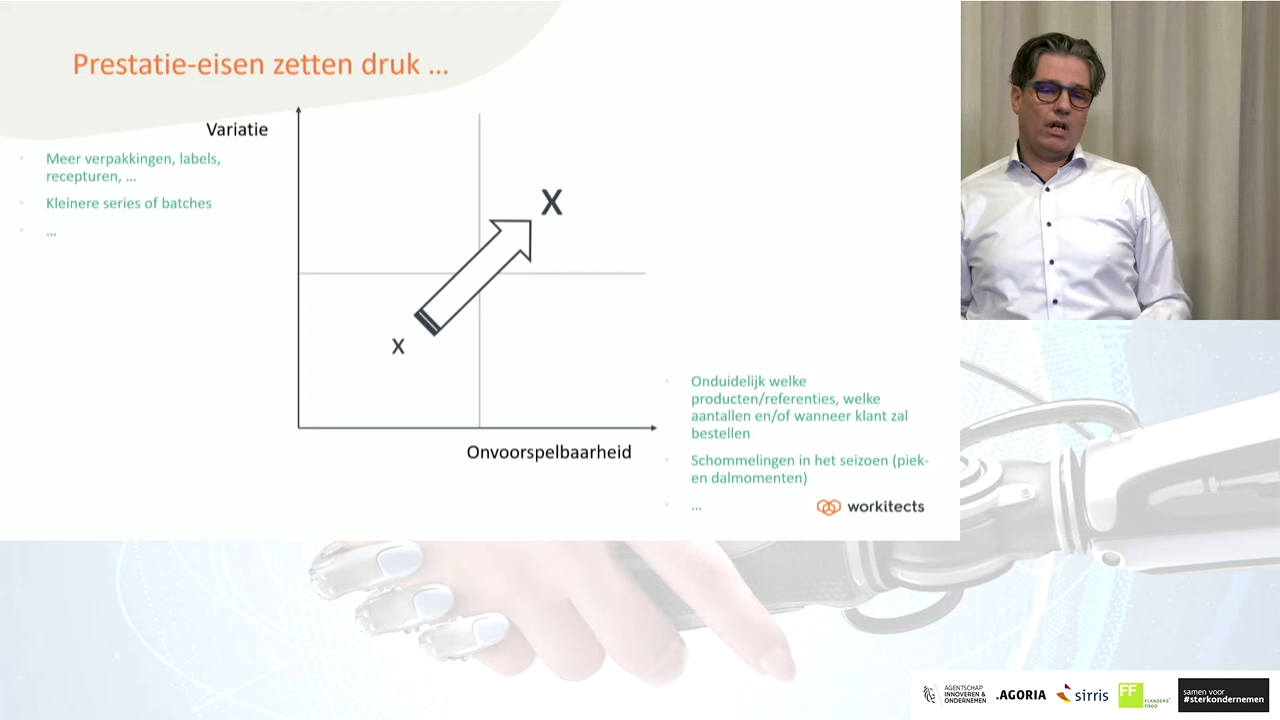 Prestatie-eisen zetten druk ...
Variatie
Meer verpakkingen, labels,
recepturen, ...
Kleinere series of batches
...
X
x
Onvoorspelbaarheid
Onduidelijk welke
producten/referenties, welke
aantallen en/of wanneer klant zal
bestellen
Schommelingen in het seizoen (piek-
en dalmomenten)
...
workitects
AGENTSCHAP
INNOVEREN &
ONDERNEMEN
.AGORIA
sirris
FF
FLANDERS'
FOOD
samen voor
#sterkondernemen